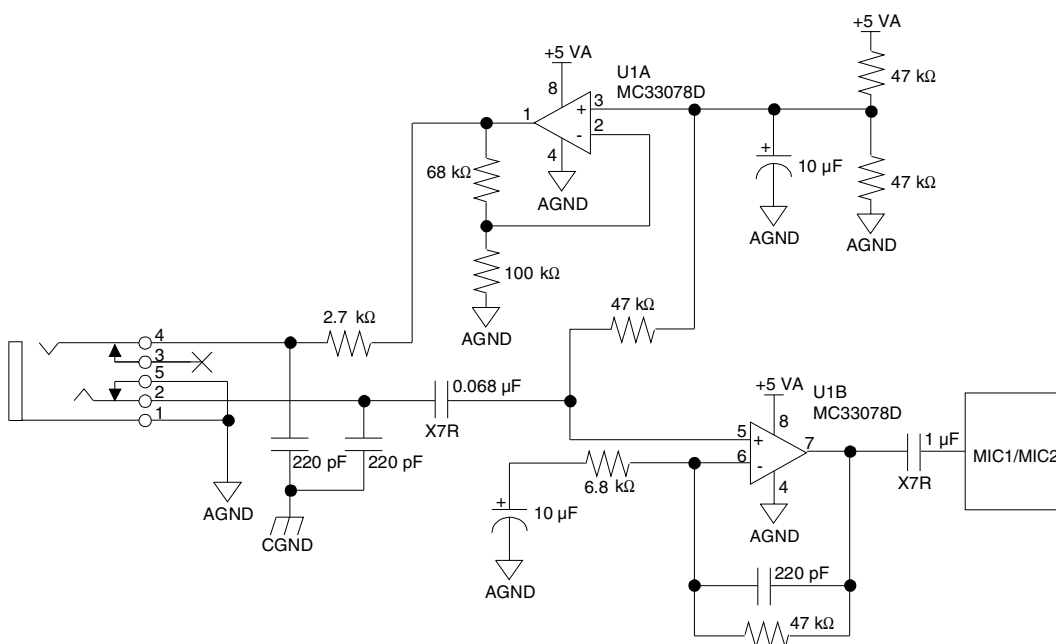 +5 VA
47 kΩ
+5 VA
U1A
MC33078D
8
3
+
1
2
-
4
AGND
68 kΩ
10 µF
+
47 kΩ
AGND
AGND
100 kΩ
AGND
2.7 kΩ
47 kΩ
4
3
5
2
1
0.068 µF
X7R
+5 VA
U1B
MC33078D
8
5
+
7
6
-
4
AGND
1 µF
X7R
MIC1/MIC2
220 pF
220 pF
6.8 kΩ
+
10 µF
AGND
AGND
CGND
220 pF
47 kΩ